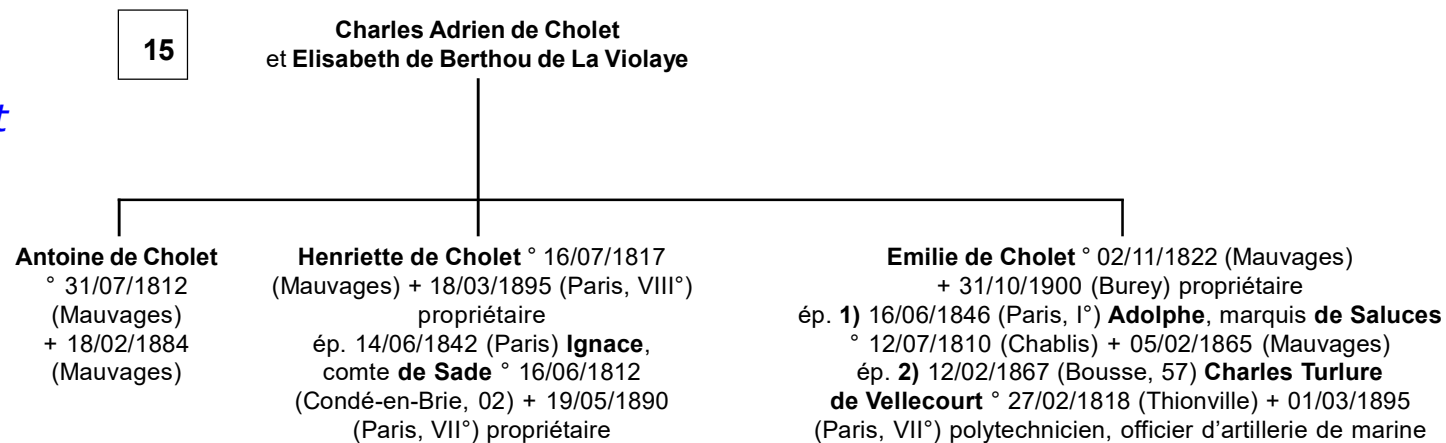 15
Charles Adrien de Cholet
et Elisabeth de Berthou de La Violaye
t
Antoine de Cholet
° 31/07/1812
(Mauvages)
+ 18/02/1884
(Mauvages)
Henriette de Cholet ° 16/07/1817
(Mauvages) + 18/03/1895 (Paris, VIII°)
propriétaire
ép. 14/06/1842 (Paris) Ignace,
comte de Sade ° 16/06/1812
(Condé-en-Brie, 02) + 19/05/1890
(Paris, VII°) propriétaire
Emilie de Cholet ° 02/11/1822 (Mauvages)
+ 31/10/1900 (Burey) propriétaire
ép. 1) 16/06/1846 (Paris, I°) Adolphe, marquis de Saluces
° 12/07/1810 (Chablis) + 05/02/1865 (Mauvages)
ép. 2) 12/02/1867 (Bousse, 57) Charles Turlure
de Vellecourt ° 27/02/1818 (Thionville) + 01/03/1895
(Paris, VII°) polytechnicien, officier d'artillerie de marine